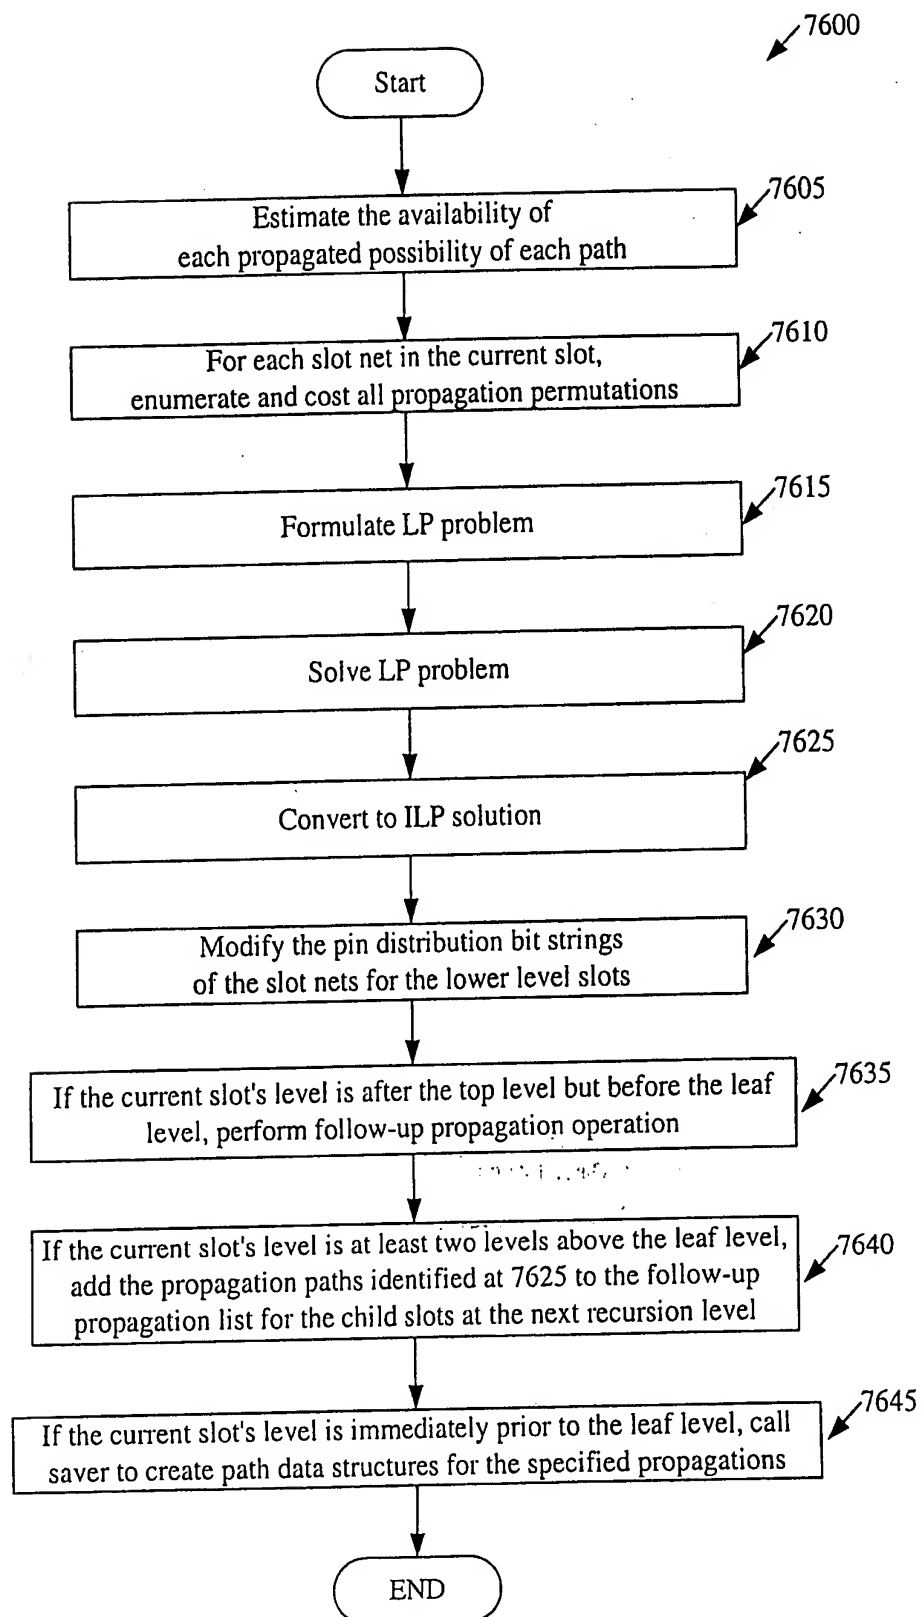 7600
Start
7605
Estimate the availability of
each propagated possibility of each path
7610
For each slot net in the current slot,
enumerate and cost all propagation permutations
7615
Formulate LP problem
7620
Solve LP problem
7625
Convert to ILP solution
7630
Modify the pin distribution bit strings
of the slot nets for the lower level slots
7635
If the current slot's level is after the top level but before the leaf
level, perform follow-up propagation operation
7640
If the current slot's level is at least two levels above the leaf level,
add the propagation paths identified at 7625 to the follow-up
propagation list for the child slots at the next recursion level
7645
If the current slot's level is immediately prior to the leaf level, call
saver to create path data structures for the specified propagations
END